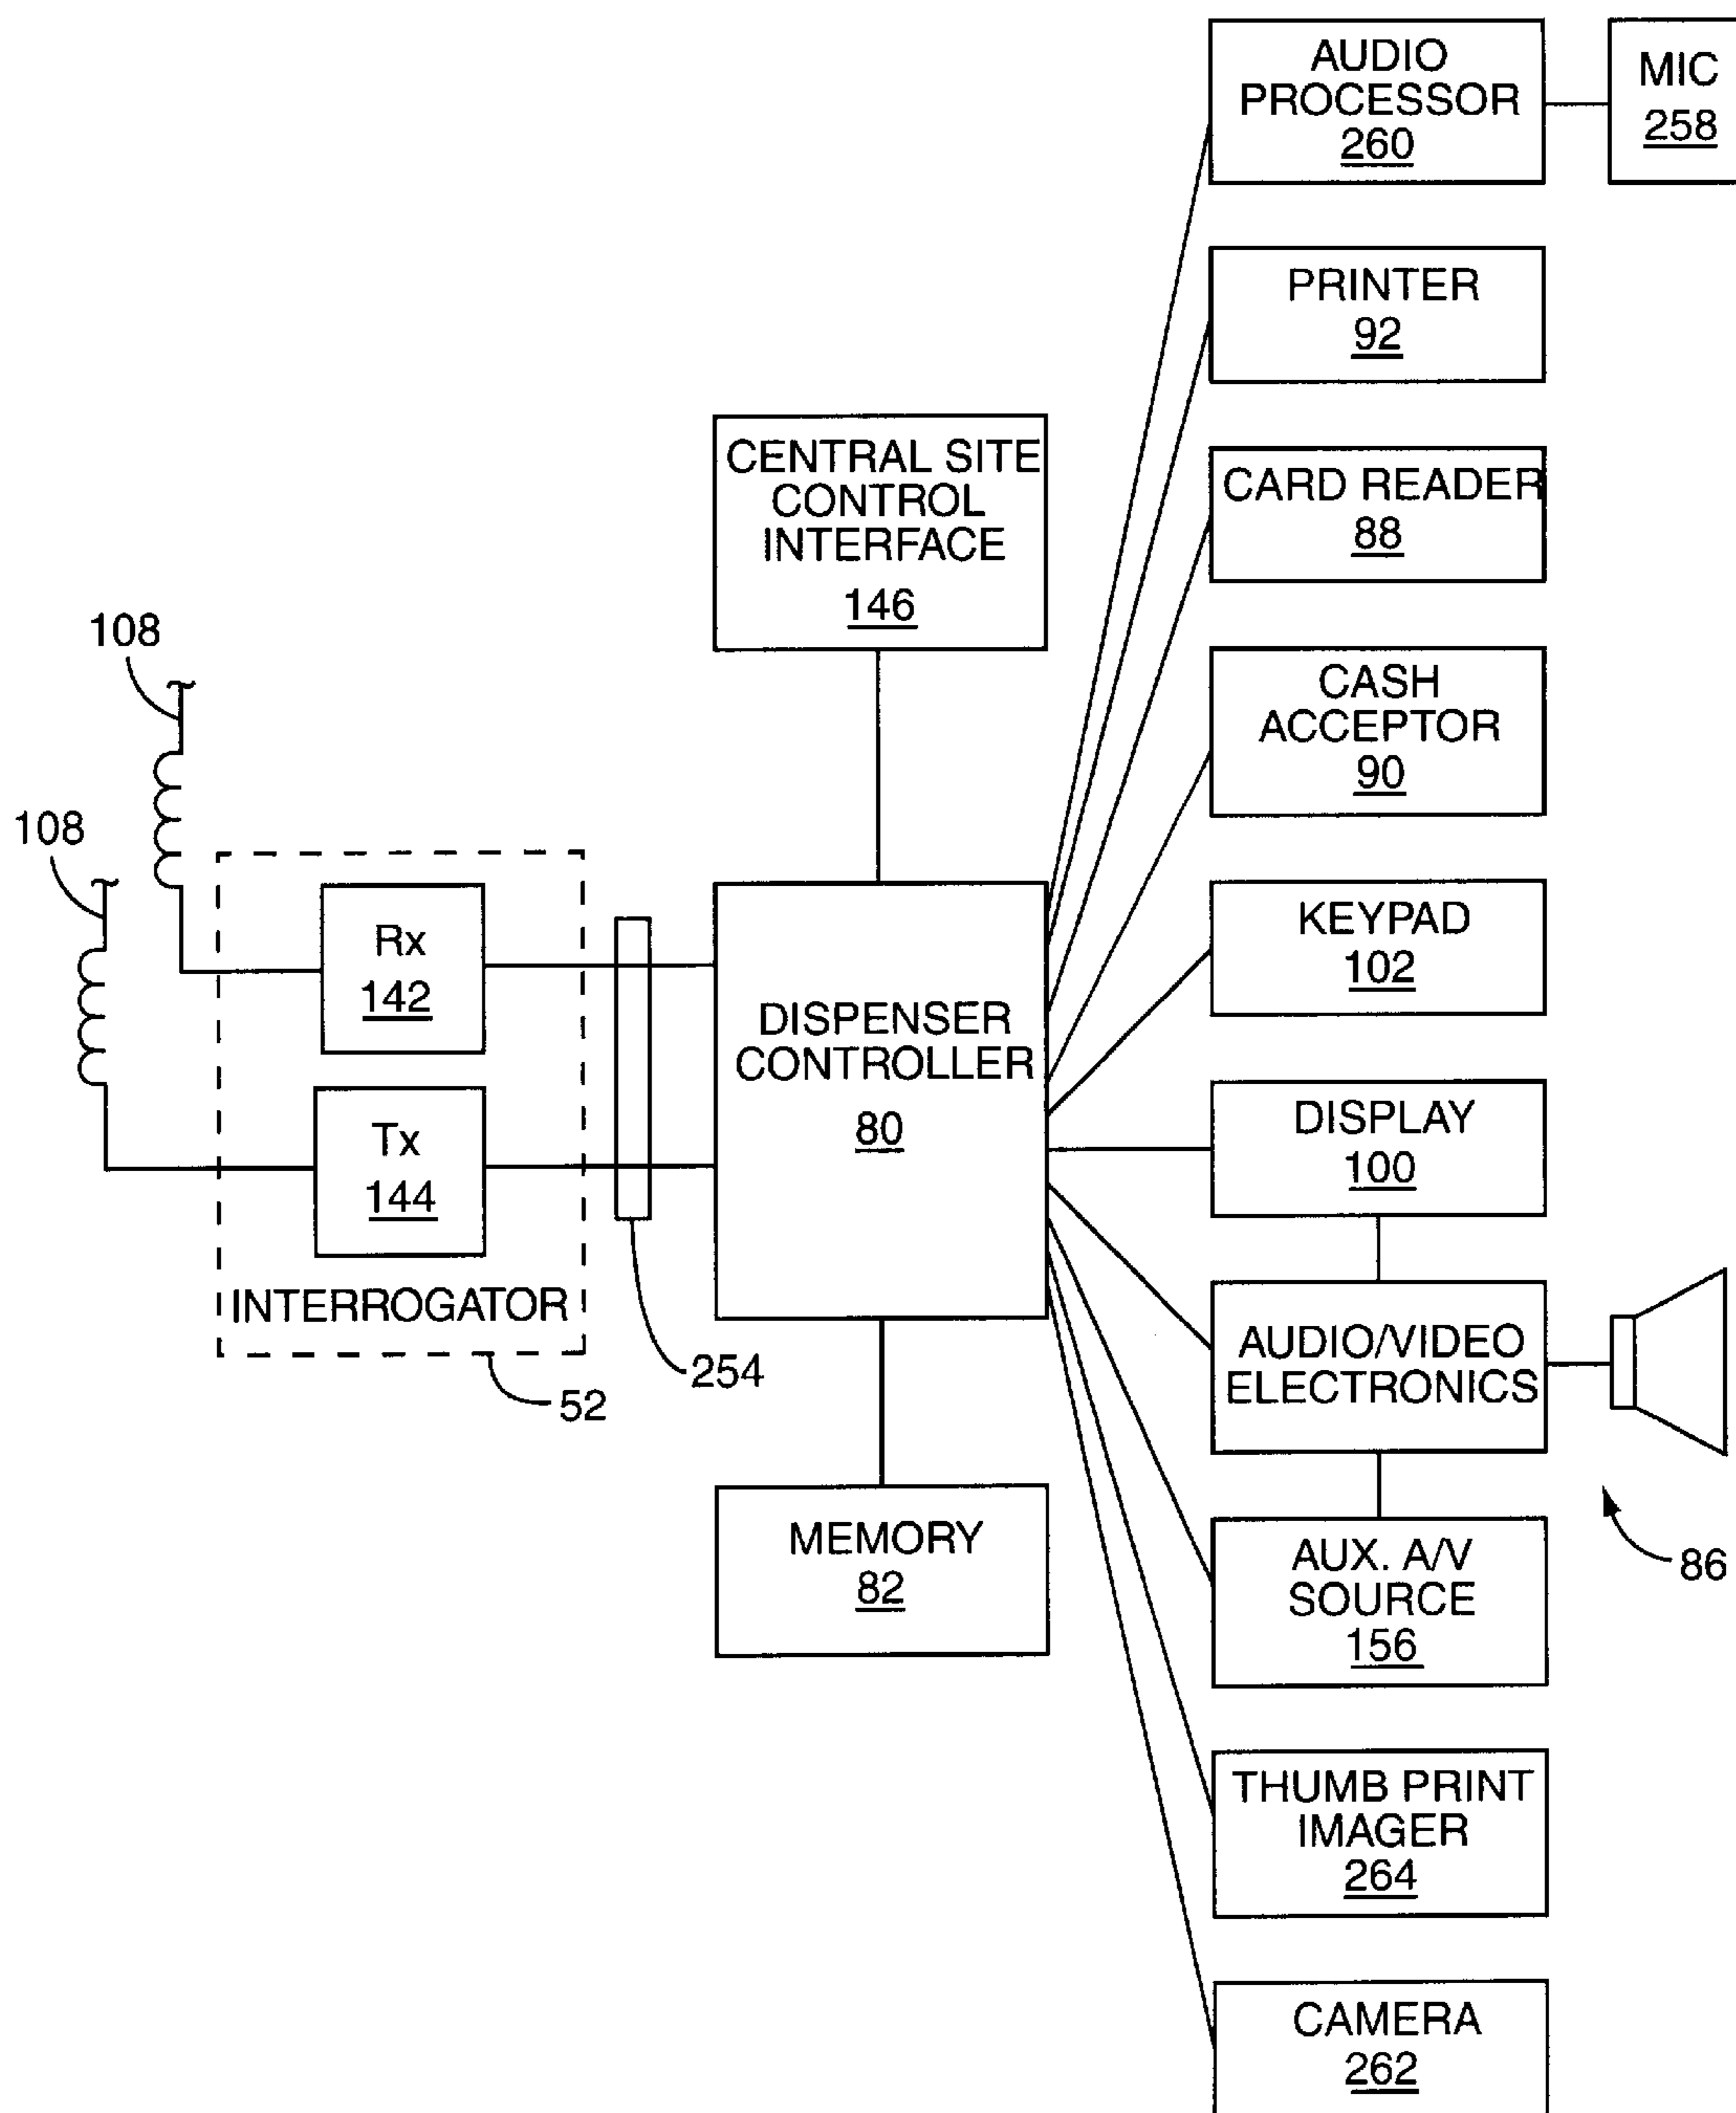 AUDIO
PROCESSOR
260
MIC
258
PRINTER
92
CENTRAL SITE
CONTROL
INTERFACE
146
CARD READER
88
108
CASH
ACCEPTOR
90
108
KEYPAD
102
Rx
142
DISPENSER
CONTROLLER
80
DISPLAY
100
Tx
144
INTERROGATOR
52
254
AUDIO/VIDEO
ELECTRONICS
86
MEMORY
82
AUX. A/V
SOURCE
156
THUMB PRINT
IMAGER
264
CAMERA
262